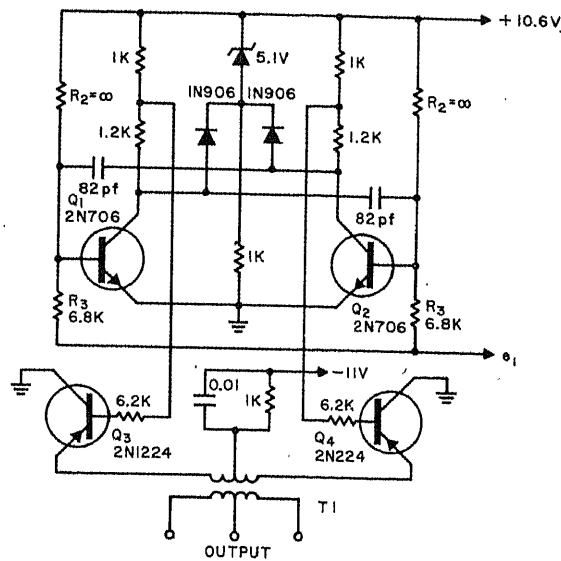 +10.6V
1K
5.1V
1K
R2=∞
1N906
1N906
R2=∞
1.2K
1.2K
82pf
82pf
Q1
2N706
1K
Q2
2N706
R3
6.8K
R3
6.8K
e1
-11V
0.01
1K
6.2K
6.2K
Q3
2N1224
Q4
2N224
T1
OUTPUT